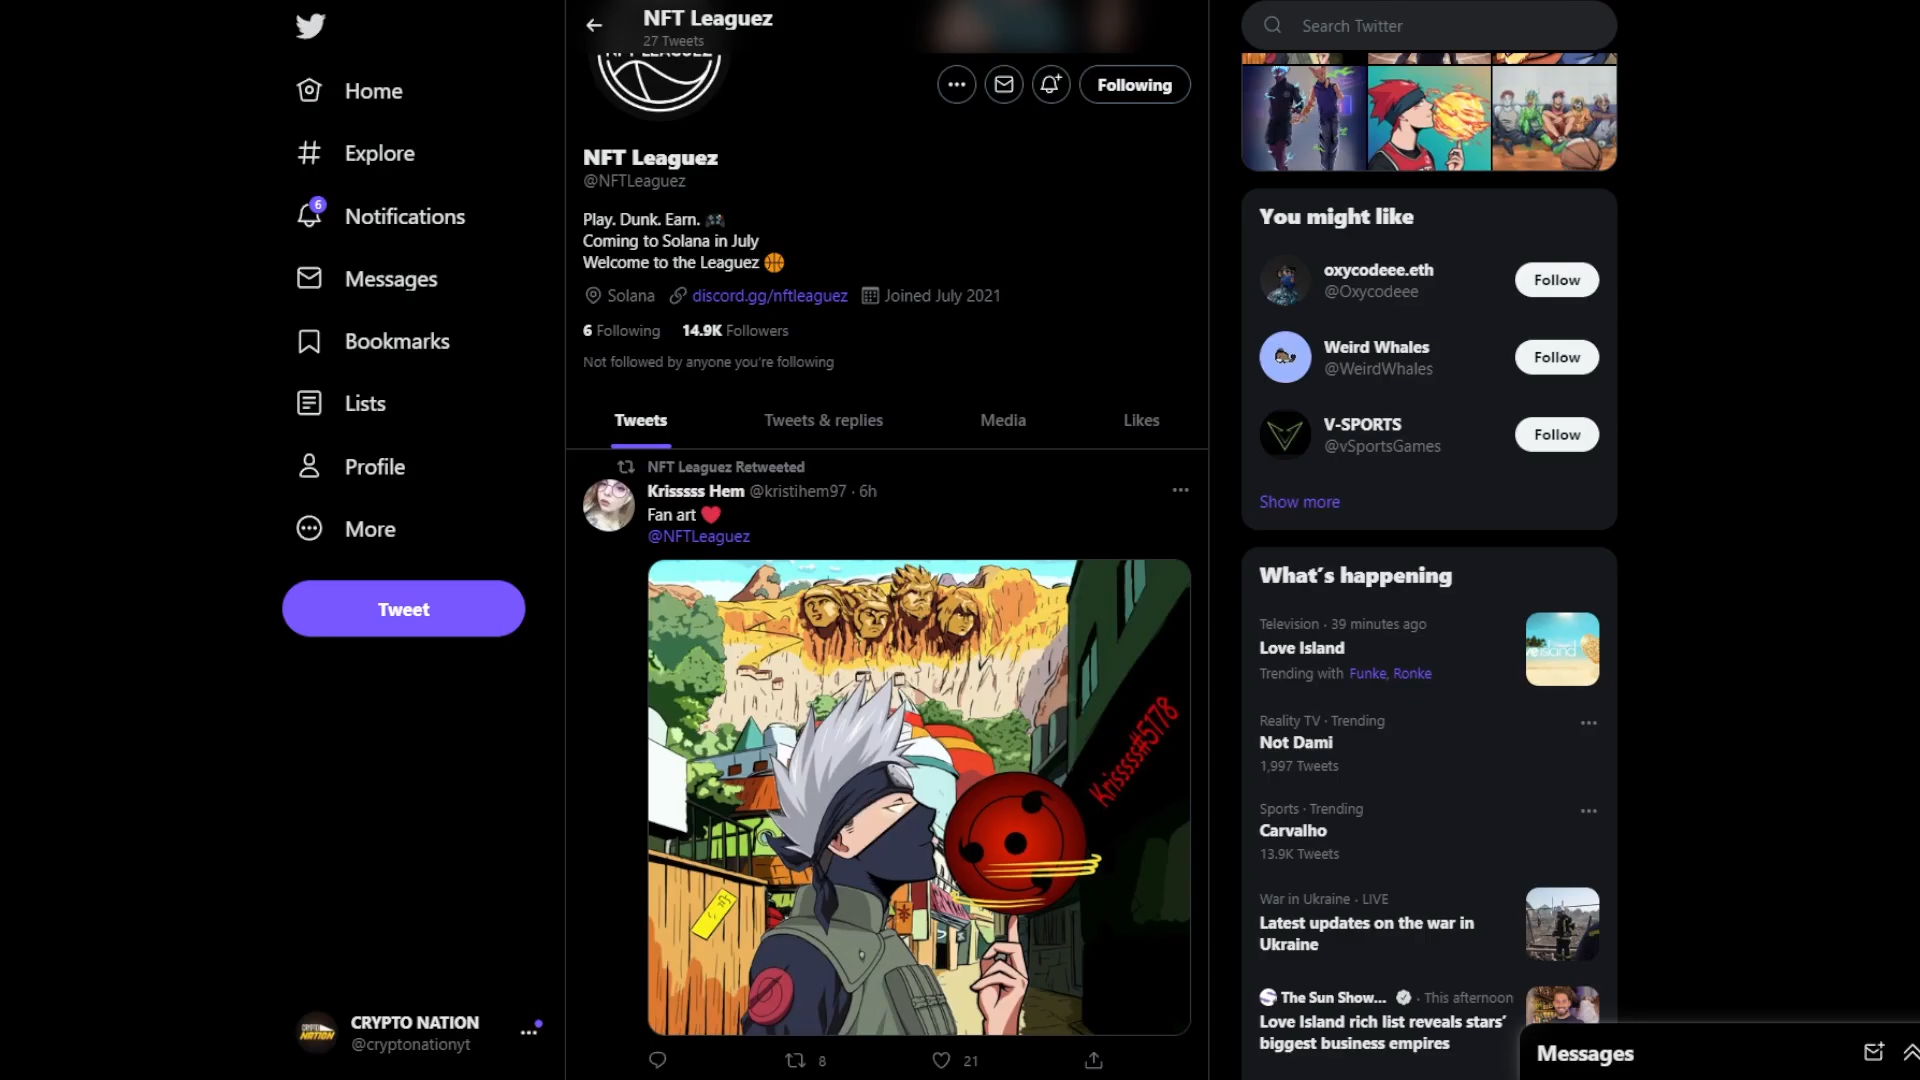 Home
Explore
6
Notifications
Messages
Bookmarks
Lists
Profile
More
Tweet
CRYPTO NATION
@cryptonationyt
NFT Leaguez
27 Tweets
NFT LEAGUEZ
Following
NFT Leaguez
@NFTLeaguez
Play. Dunk. Earn.
Coming to Solana in July
Welcome to the Leaguez
Solana discord.gg/nftleaguez Joined July 2021
6 Following 14.9K Followers
Not followed by anyone you're following
Tweets Tweets & replies Media Likes
NFT Leaguez Retweeted
Krisssss Hem @kristihem97 · 6h
Fan art
@NFTLeaguez
Krissss#5178
8 21
Search Twitter
You might like
oxycodeee.eth
@Oxycodeee
Follow
Weird Whales
@WeirdWhales
Follow
V-SPORTS
@vSportsGames
Follow
Show more
What's happening
Television · 39 minutes ago
Love Island
Trending with Funke, Ronke
Reality TV · Trending
Not Dami
1,997 Tweets
Sports · Trending
Carvalho
13.9K Tweets
War in Ukraine · LIVE
Latest updates on the war in
Ukraine
The Sun Show... · This afternoon
Love Island rich list reveals stars'
biggest business empires
Messages